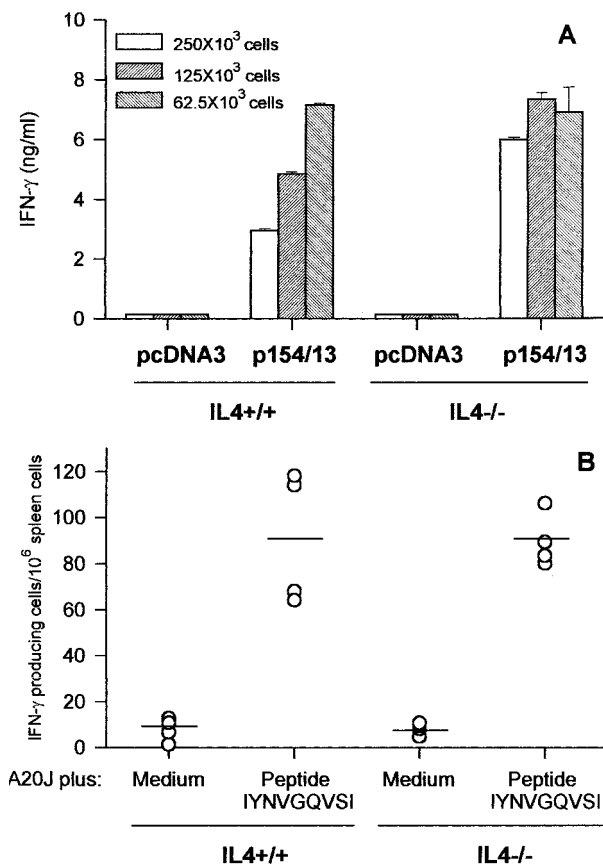 A
250X10³ cells
125X10³ cells
62.5X10³ cells
IFN-γ (ng/ml)
10
8
6
4
2
0
pcDNA3 p154/13 pcDNA3 p154/13
IL4+/+ IL4-/-
B
IFN-γ producing cells/10⁶ spleen cells
120
100
80
60
40
20
0
A20J plus: Medium Peptide Medium Peptide
IYNVGQVSI IYNVGQVSI
IL4+/+ IL4-/-